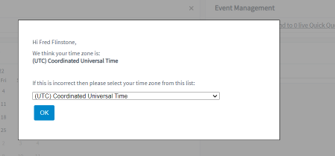 Event Management
Hi Fred Flinstone,
We think your time zone is:
(UTC) Coordinated Universal Time
If this is incorrect then please select your time zone from this list:
(UTC) Coordinated Universal Time
OK